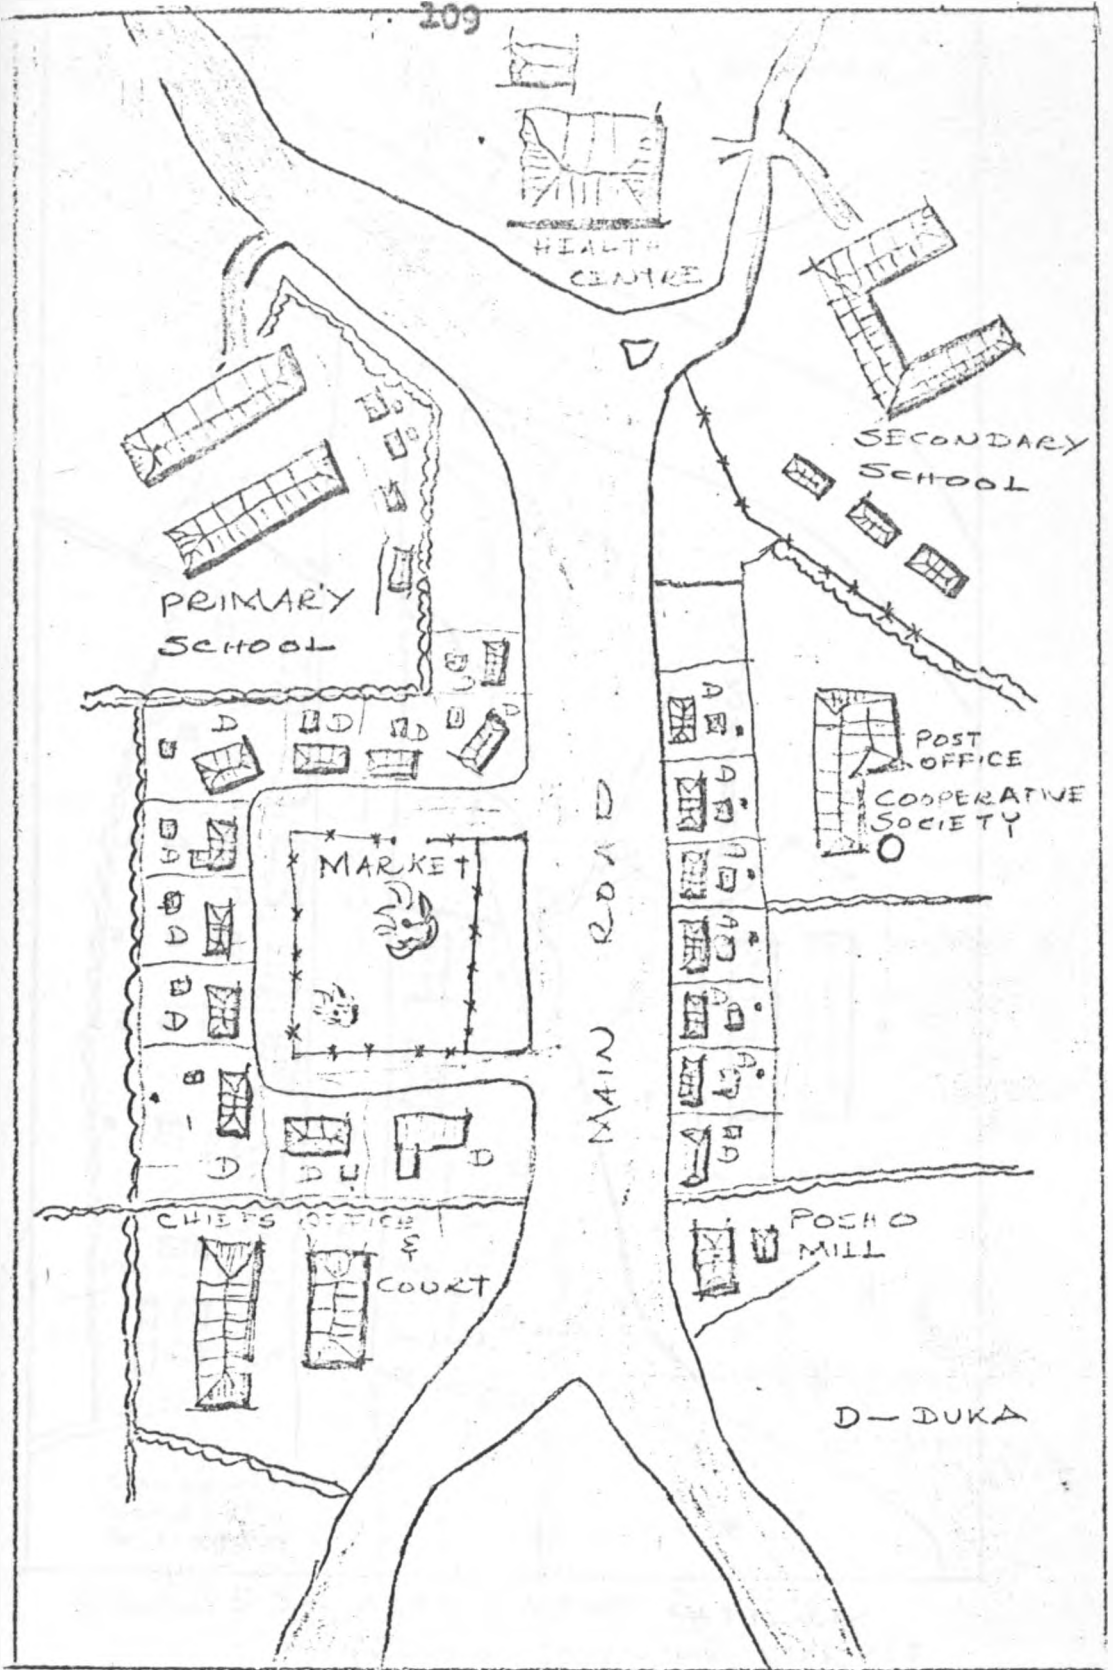 109
HEALTH
CENTRE
SECONDARY
SCHOOL
PRIMARY
SCHOOL
D
D
D
D
D
POST
OFFICE
COOPERATIVE
SOCIETY
MARKET
MAIN ROAD
D
D
D
D
D
D
D
D
D
D
D
D
D
CHIEFS OFFICE
&
COURT
POSHO
MILL
D — DUKA